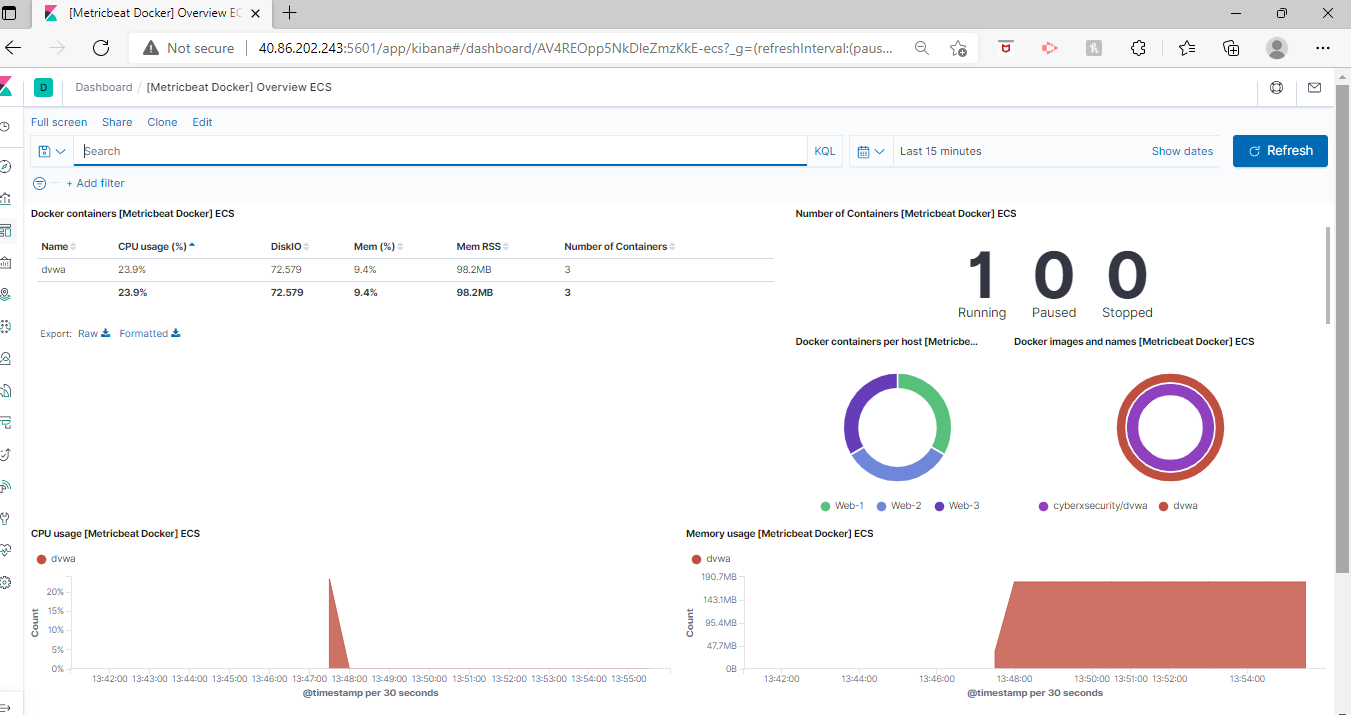 [Metricbeat Docker] Overview EC
Not secure
40.86.202.243:5601/app/kibana#/dashboard/AV4REOpp5NkDleZmzKkE-ecs?_g=(refreshInterval:(paus...
D
Dashboard / [Metricbeat Docker] Overview ECS
Full screen Share Clone Edit
Search
KQL
Last 15 minutes
Show dates
Refresh
+ Add filter
Docker containers [Metricbeat Docker] ECS
Name CPU usage (%) DiskIO Mem (%) Mem RSS Number of Containers
dvwa 23.9% 72.579 9.4% 98.2MB 3
23.9% 72.579 9.4% 98.2MB 3
Export: Raw Formatted
Number of Containers [Metricbeat Docker] ECS
1 0 0
Running Paused Stopped
Docker containers per host [Metricbe...
Web-1 Web-2 Web-3
Docker images and names [Metricbeat Docker] ECS
cyberxsecurity/dvwa dvwa
CPU usage [Metricbeat Docker] ECS
dvwa
20%
15%
10%
5%
0%
Count
13:42:00 13:43:00 13:44:00 13:45:00 13:46:00 13:47:00 13:48:00 13:49:00 13:50:00 13:51:00 13:52:00 13:53:00 13:54:00 13:55:00
@timestamp per 30 seconds
Memory usage [Metricbeat Docker] ECS
dvwa
190.7MB
143.1MB
95.4MB
47.7MB
0B
Count
13:42:00 13:44:00 13:46:00 13:48:00 13:50:00 13:51:00 13:52:00 13:54:00
@timestamp per 30 seconds